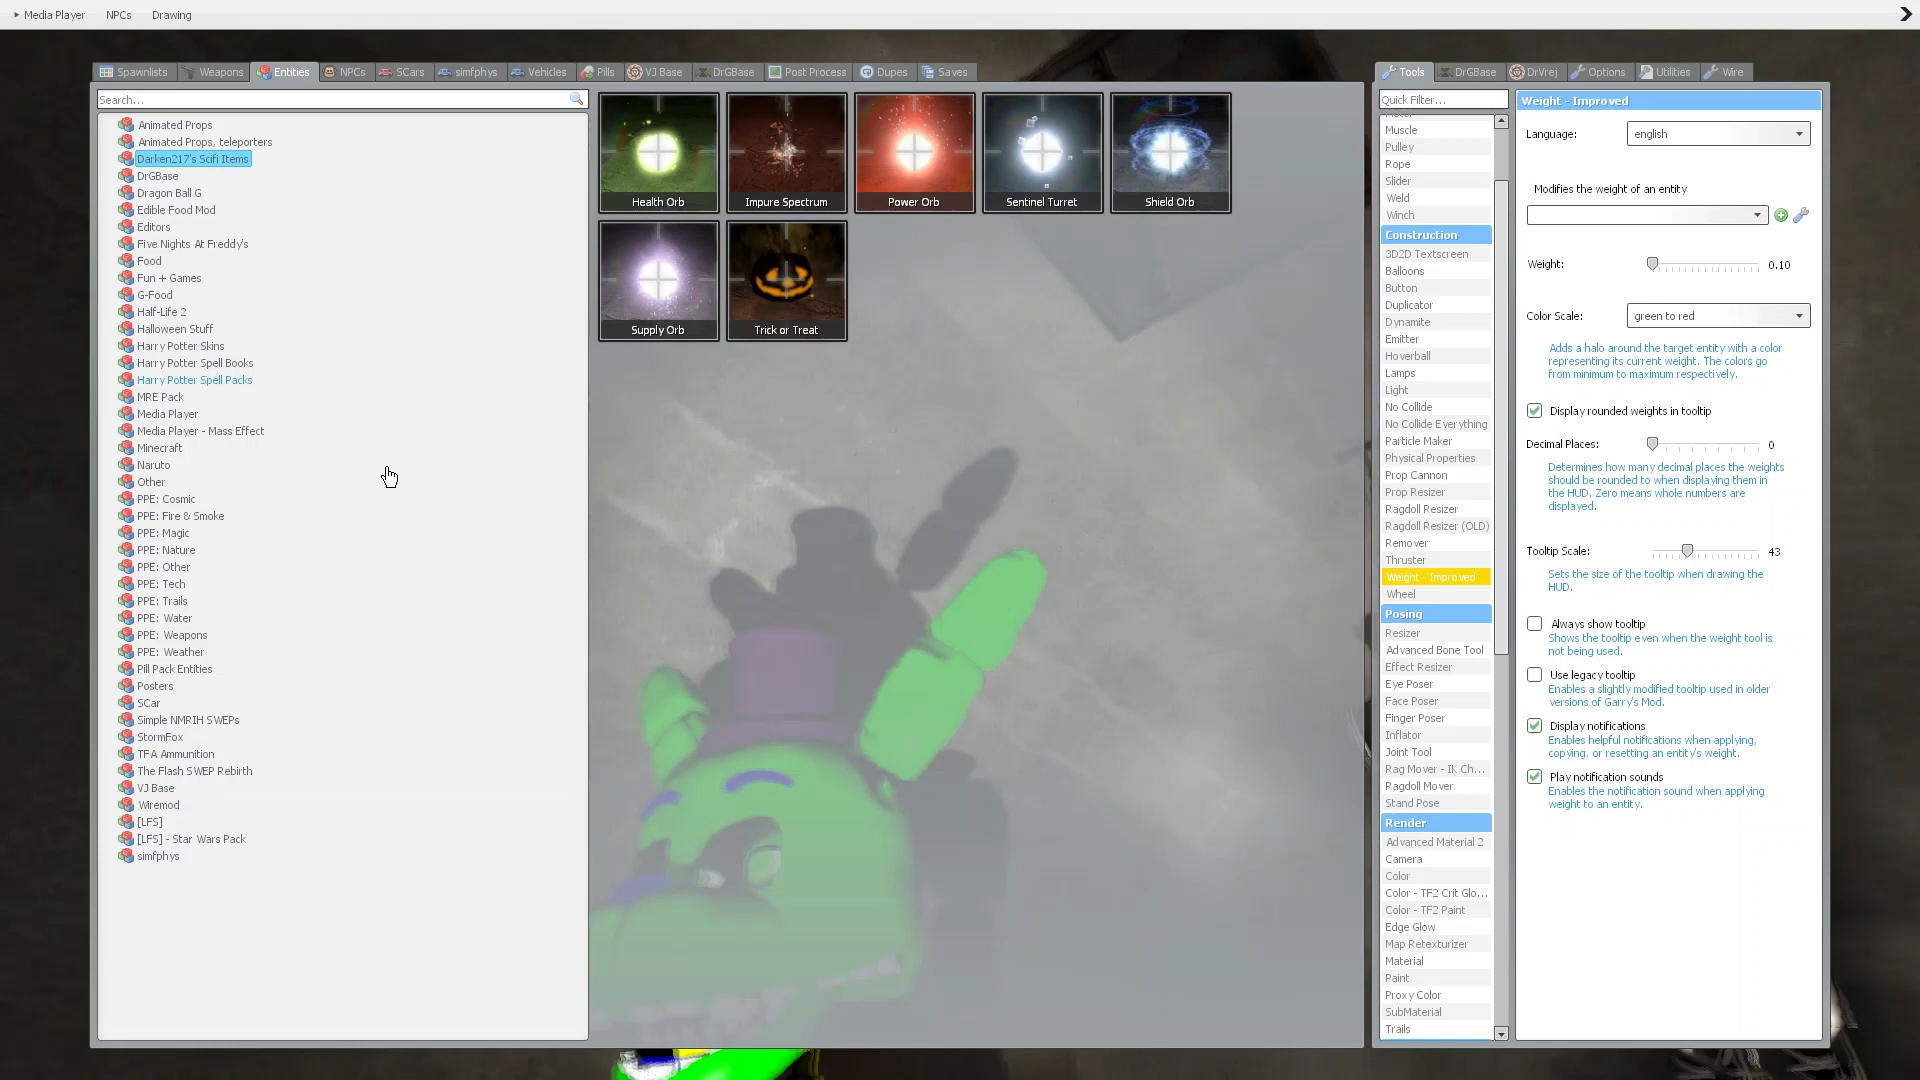 Media Player NPCs Drawing
Spawnlists Weapons Entities NPCs SCars simfphys Vehicles Pills VJ Base DrGBase Post Process Dupes Saves
Search...
Animated Props
Animated Props, teleporters
Darken217's Scifi Items
DrGBase
Dragon Ball G
Edible Food Mod
Editors
Five Nights At Freddy's
Food
Fun + Games
G-Food
Half-Life 2
Halloween Stuff
Harry Potter Skins
Harry Potter Spell Books
Harry Potter Spell Packs
MRE Pack
Media Player
Media Player - Mass Effect
Minecraft
Naruto
Other
PPE: Cosmic
PPE: Fire & Smoke
PPE: Magic
PPE: Nature
PPE: Other
PPE: Tech
PPE: Trails
PPE: Water
PPE: Weapons
PPE: Weather
Pill Pack Entities
Posters
SCar
Simple NMRIH SWEPs
StormFox
TFA Ammunition
The Flash SWEP Rebirth
VJ Base
Wiremod
[LFS]
[LFS] - Star Wars Pack
simfphys
Health Orb Impure Spectrum Power Orb Sentinel Turret Shield Orb
Supply Orb Trick or Treat
Tools DrGBase DrVrej Options Utilities Wire
Quick Filter...
Muscle
Pulley
Rope
Slider
Weld
Winch
Construction
3D2D Textscreen
Balloons
Button
Duplicator
Dynamite
Emitter
Hoverball
Lamps
Light
No Collide
No Collide Everything
Particle Maker
Physical Properties
Prop Cannon
Prop Resizer
Ragdoll Resizer
Ragdoll Resizer (OLD)
Remover
Thruster
Weight - Improved
Wheel
Posing
Resizer
Advanced Bone Tool
Effect Resizer
Eye Poser
Face Poser
Finger Poser
Inflator
Joint Tool
Rag Mover - IK Ch...
Ragdoll Mover
Stand Pose
Render
Advanced Material 2
Camera
Color
Color - TF2 Crit Glo...
Color - TF2 Paint
Edge Glow
Map Retexturizer
Material
Paint
Proxy Color
SubMaterial
Trails
Weight - Improved
Language: english
Modifies the weight of an entity
Weight: 0.10
Color Scale: green to red
Adds a halo around the target entity with a color
representing its current weight. The colors go
from minimum to maximum respectively.
Display rounded weights in tooltip
Decimal Places: 0
Determines how many decimal places the weights
should be rounded to when displaying them in
the HUD. Zero means whole numbers are
displayed.
Tooltip Scale: 43
Sets the size of the tooltip when drawing the
HUD.
Always show tooltip
Shows the tooltip even when the weight tool is
not being used.
Use legacy tooltip
Enables a slightly modified tooltip used in older
versions of Garry's Mod.
Display notifications
Enables helpful notifications when applying,
copying, or resetting an entity's weight.
Play notification sounds
Enables the notification sound when applying
weight to an entity.